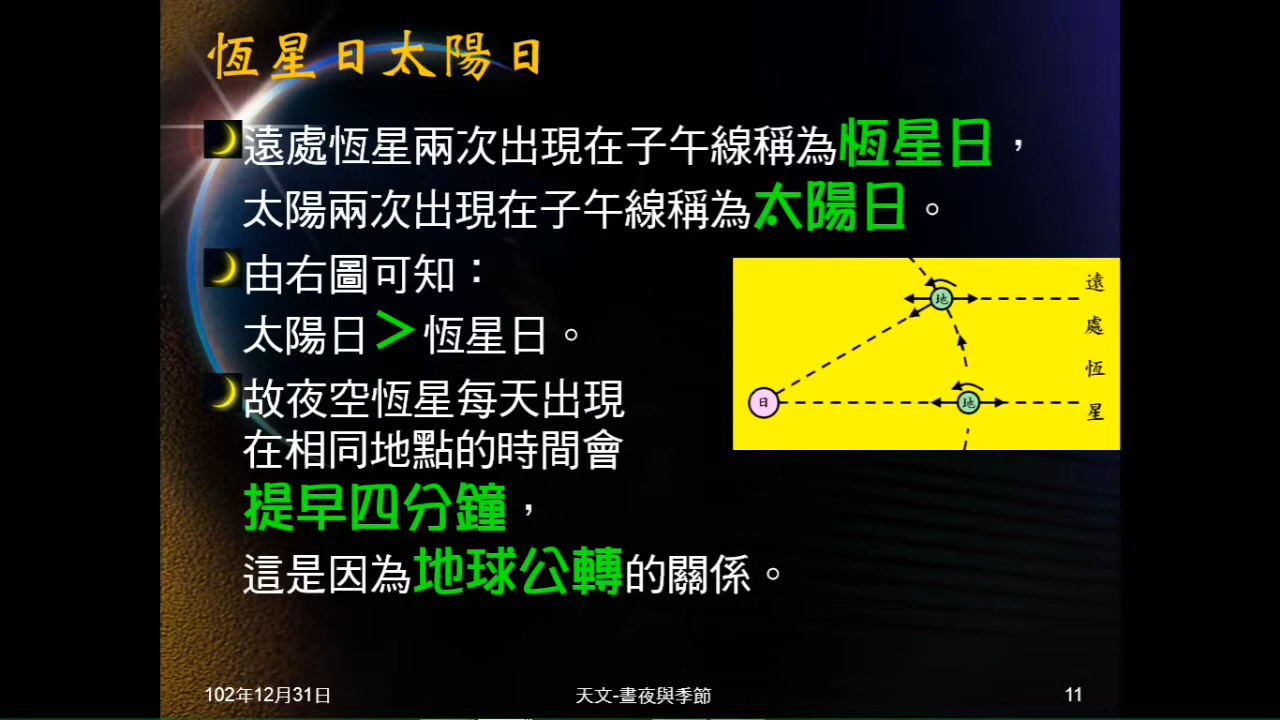 恆星日太陽日
遠處恆星兩次出現在子午線稱為恆星日，
太陽兩次出現在子午線稱為太陽日。
由右圖可知：
太陽日＞恆星日。
故夜空恆星每天出現
在相同地點的時間會
提早四分鐘，
這是因為地球公轉的關係。
地
日
地
遠處恆星
102年12月31日
天文-晝夜與季節
11